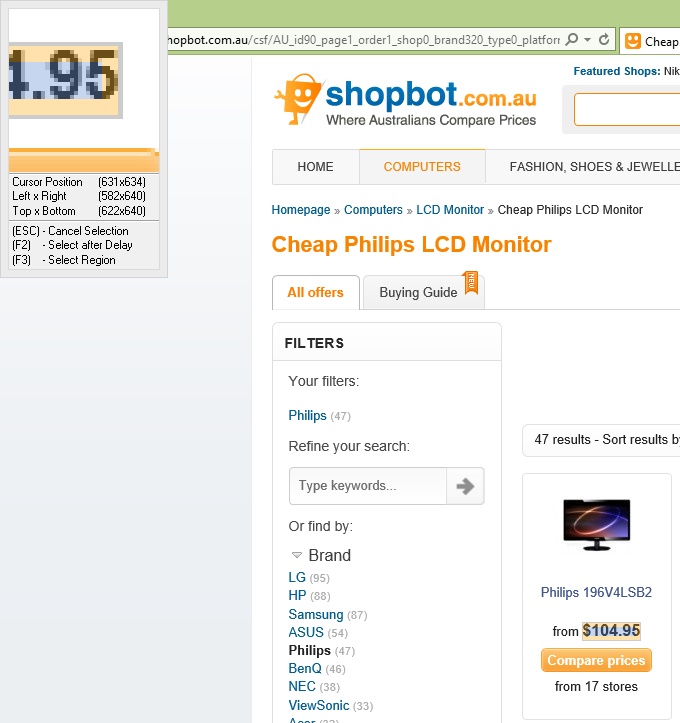 4.95
Cursor Position (631x634)
Left x Right (582x640)
Top x Bottom (622x640)
(ESC) - Cancel Selection
(F2) - Select after Delay
(F3) - Select Region
hopbot.com.au/csf/AU_id90_page1_order1_shop0_brand320_type0_platforr
Cheap
Featured Shops: Nik
shopbot.com.au
Where Australians Compare Prices
HOME COMPUTERS FASHION, SHOES & JEWELLE
Homepage » Computers » LCD Monitor » Cheap Philips LCD Monitor
Cheap Philips LCD Monitor
All offers Buying Guide NEW
FILTERS
Your filters:
Philips (47)
Refine your search:
Type keywords...
Or find by:
Brand
LG (95)
HP (88)
Samsung (87)
ASUS (54)
Philips (47)
BenQ (46)
NEC (38)
ViewSonic (33)
47 results - Sort results by
Philips 196V4LSB2
from $104.95
Compare prices
from 17 stores